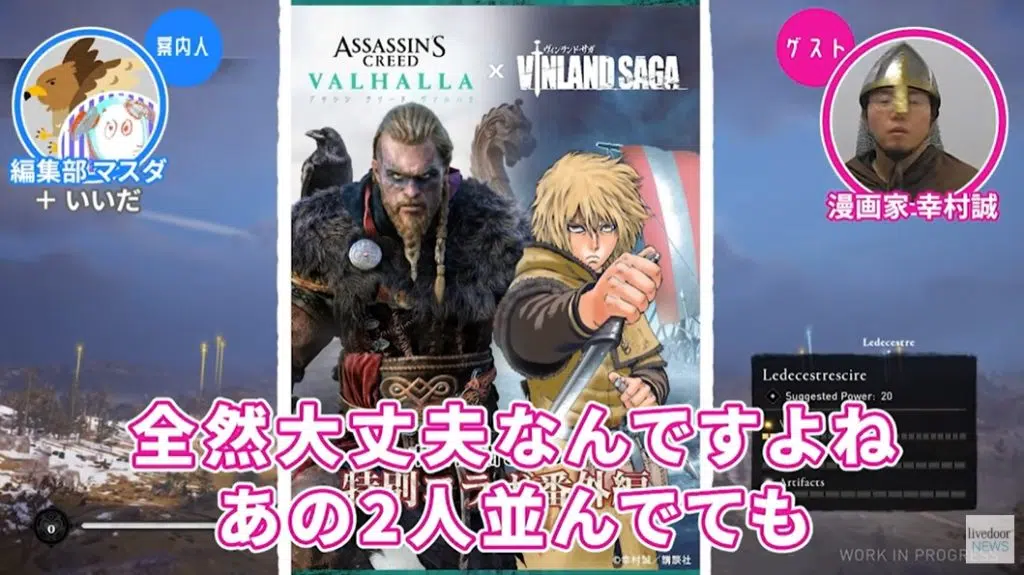 案内人
編集部 マスダ
＋ いいだ
ASSASSIN'S
CREED
VALHALLA
アサシン クリード ヴァルハラ
×
ヴィンランド・サガ
VINLAND SAGA
ゲスト
漫画家 幸村誠
Ledecestre
Ledecestrescire
Suggested Power: 20
Artifacts
全然大丈夫なんですよね
あの2人並んでても
0
©幸村誠／講談社
WORK IN PROGRESS
livedoor
NEWS